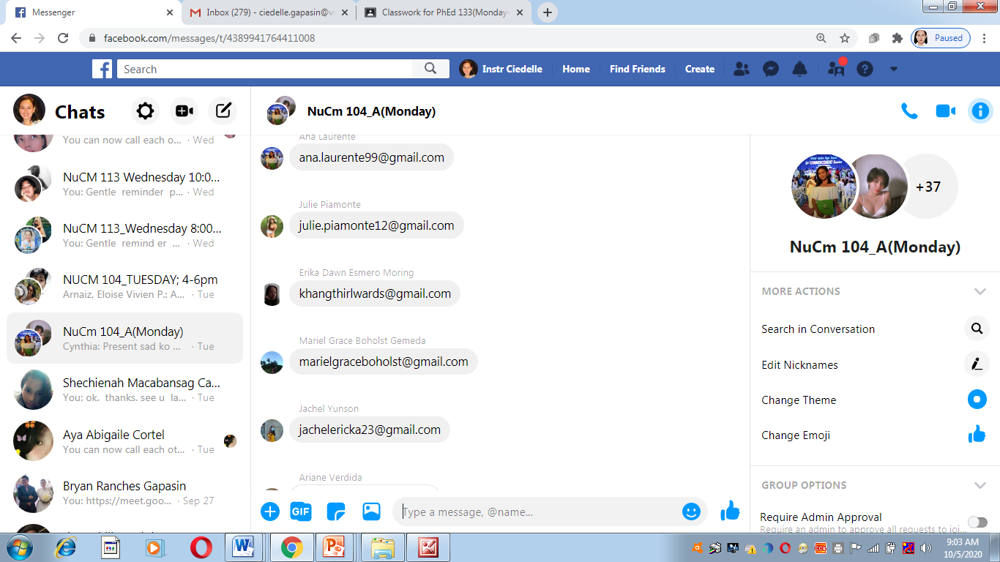 Messenger
Inbox (279) - ciedelle.gapasin@vs
Classwork for PhEd 133(Monday-
facebook.com/messages/t/4389941764411008
Paused
Search
Instr Ciedelle
Home
Find Friends
Create
Chats
You can now call each o... · Wed
NuCM 113 Wednesday 10:0...
You: Gentle reminder p... · Wed
NuCM 113_Wednesday 8:00...
You: Gentle remind er ... · Wed
NUCM 104_TUESDAY; 4-6pm
Arnaiz, Eloise Vivien P.: A... · Tue
NuCm 104_A(Monday)
Cynthia: Present sad ko ... · Tue
Shechienah Macabansag Ca...
You: ok. thanks. see u la... · Tue
Aya Abigaile Cortel
You can now call each ot... · Tue
Bryan Ranches Gapasin
You: https://meet.goo... · Sep 27
NuCm 104_A(Monday)
Ana Laurente
ana.laurente99@gmail.com
Julie Piamonte
julie.piamonte12@gmail.com
Erika Dawn Esmero Moring
khangthirlwards@gmail.com
Mariel Grace Boholst Gemeda
marielgraceboholst@gmail.com
Jachel Yunson
jachelericka23@gmail.com
Ariane Verdida
GIF
Type a message, @name...
+37
NuCm 104_A(Monday)
MORE ACTIONS
Search in Conversation
Edit Nicknames
Change Theme
Change Emoji
GROUP OPTIONS
Require Admin Approval
Require an admin to approve all requests to joi...
9:03 AM
10/5/2020